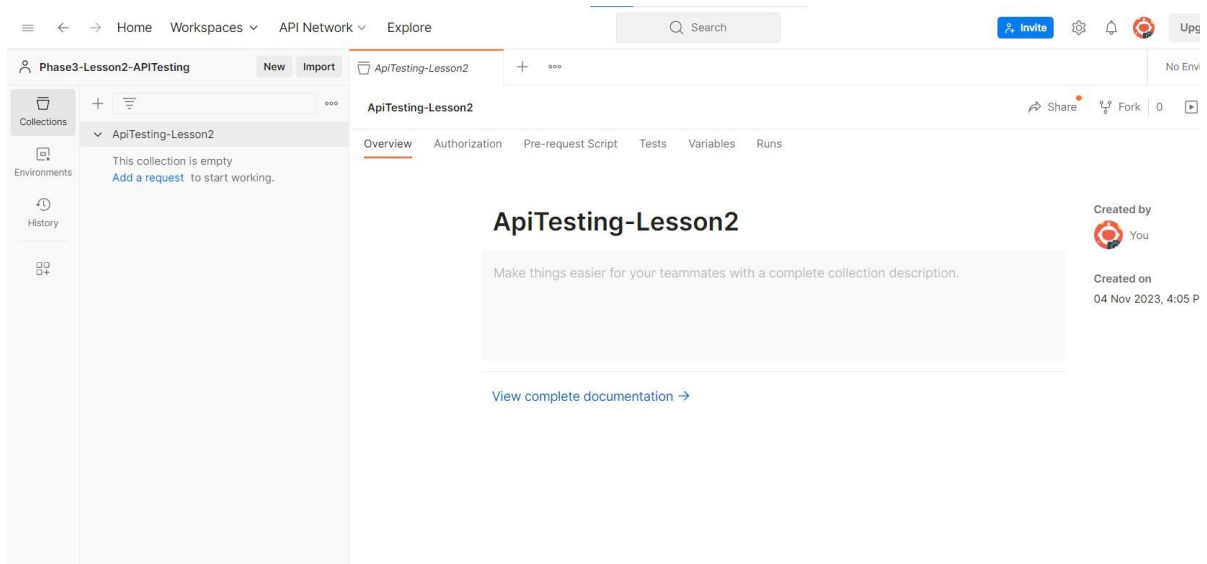 Home Workspaces API Network Explore Search Invite Upg
Phase3-Lesson2-APITesting New Import ApiTesting-Lesson2 No Envi
Collections
ApiTesting-Lesson2 Share Fork 0
ApiTesting-Lesson2
Overview Authorization Pre-request Script Tests Variables Runs
This collection is empty
Add a request to start working.
Environments
History
ApiTesting-Lesson2
Make things easier for your teammates with a complete collection description.
View complete documentation →
Created by
You
Created on
04 Nov 2023, 4:05 P